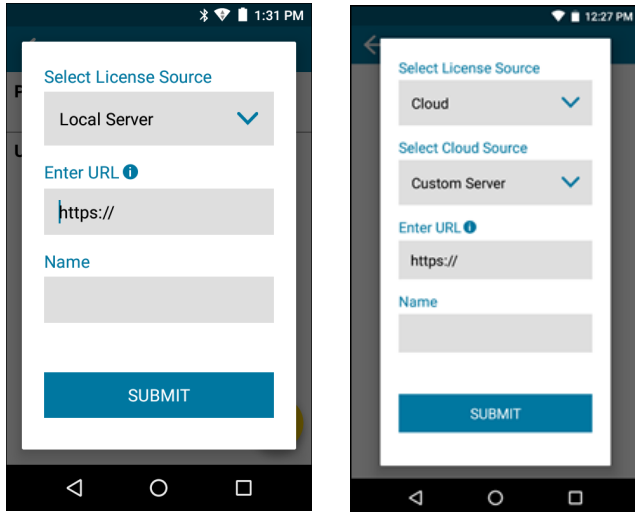 1:31 PM
P
U
Select License Source
Local Server
Enter URL
https://
Name
SUBMIT
12:27 PM
Select License Source
Cloud
Select Cloud Source
Custom Server
Enter URL
https://
Name
SUBMIT